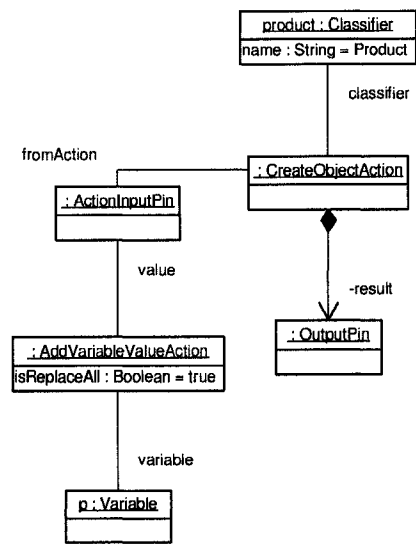 product : Classifier
name : String = Product
classifier
fromAction
: CreateObjectAction
: ActionInputPin
value
-result
: OutputPin
: AddVariableValueAction
isReplaceAll : Boolean = true
variable
p : Variable